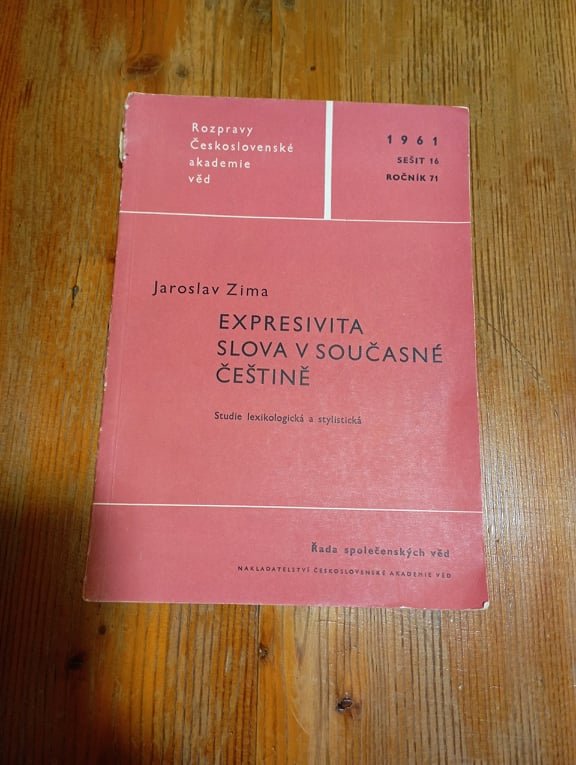 Rozpravy
Československé
akademie
věd
1961
SEŠIT 16
ROČNÍK 71
Jaroslav Zima
EXPRESIVITA
SLOVA V SOUČASNÉ
ČEŠTINĚ
Studie lexikologická a stylistická
Řada společenských věd
NAKLADATELSTVÍ ČESKOSLOVENSKÉ AKADEMIE VĚD